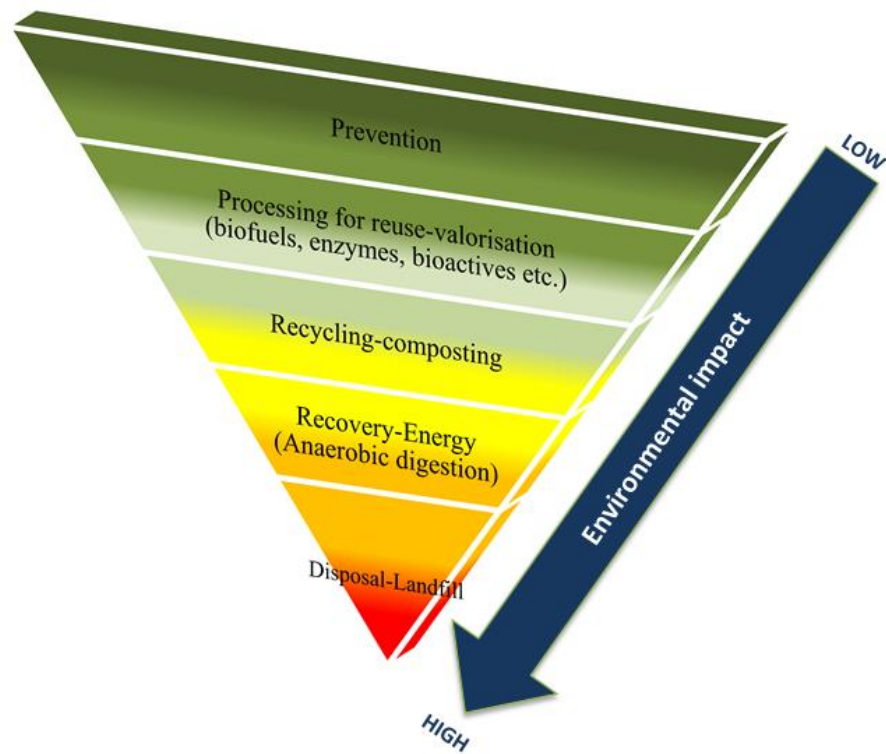 Prevention
Processing for reuse-valorisation
(biofuels, enzymes, bioactives etc.)
Recycling-composting
Recovery-Energy
(Anaerobic digestion)
Disposal-Landfill
LOW
Environmental impact
HIGH